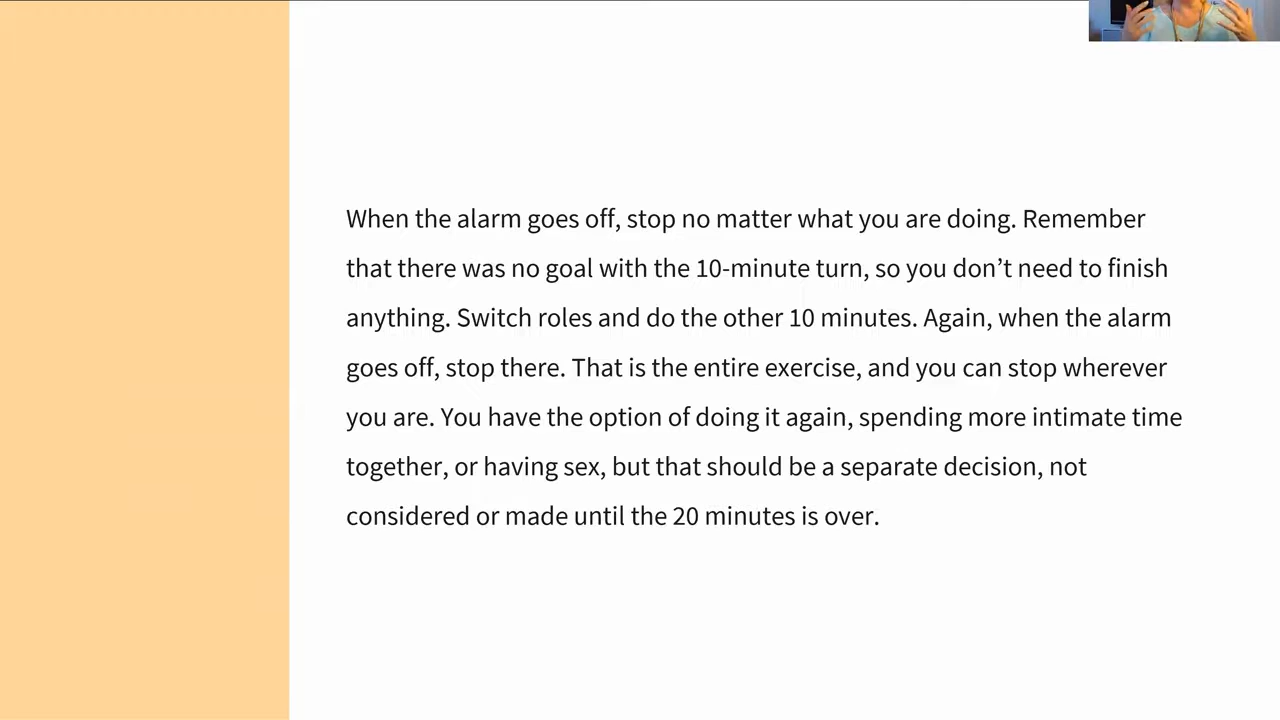 When the alarm goes off, stop no matter what you are doing. Remember
that there was no goal with the 10-minute turn, so you don’t need to finish
anything. Switch roles and do the other 10 minutes. Again, when the alarm
goes off, stop there. That is the entire exercise, and you can stop wherever
you are. You have the option of doing it again, spending more intimate time
together, or having sex, but that should be a separate decision, not
considered or made until the 20 minutes is over.